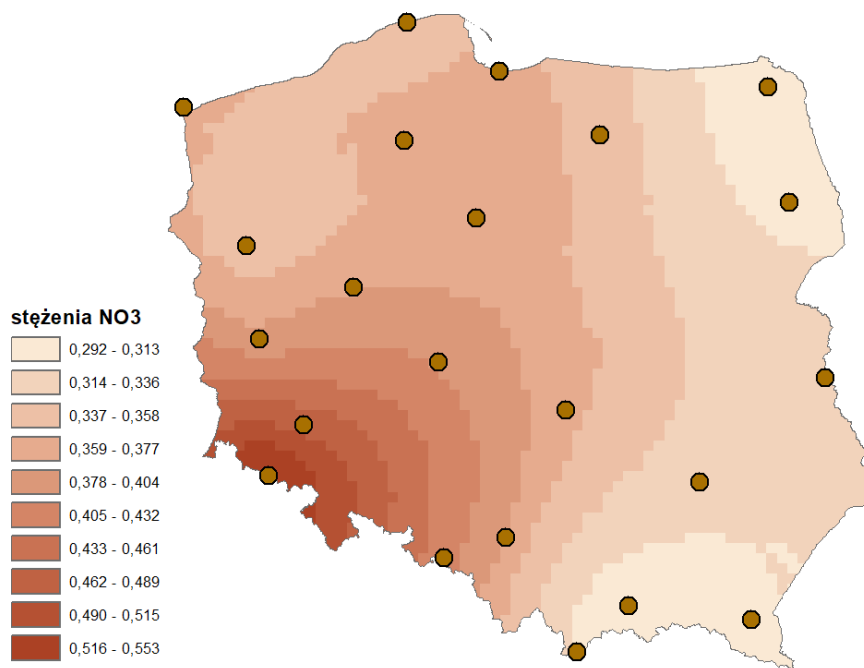 stężenia NO3
0,292 - 0,313
0,314 - 0,336
0,337 - 0,358
0,359 - 0,377
0,378 - 0,404
0,405 - 0,432
0,433 - 0,461
0,462 - 0,489
0,490 - 0,515
0,516 - 0,553